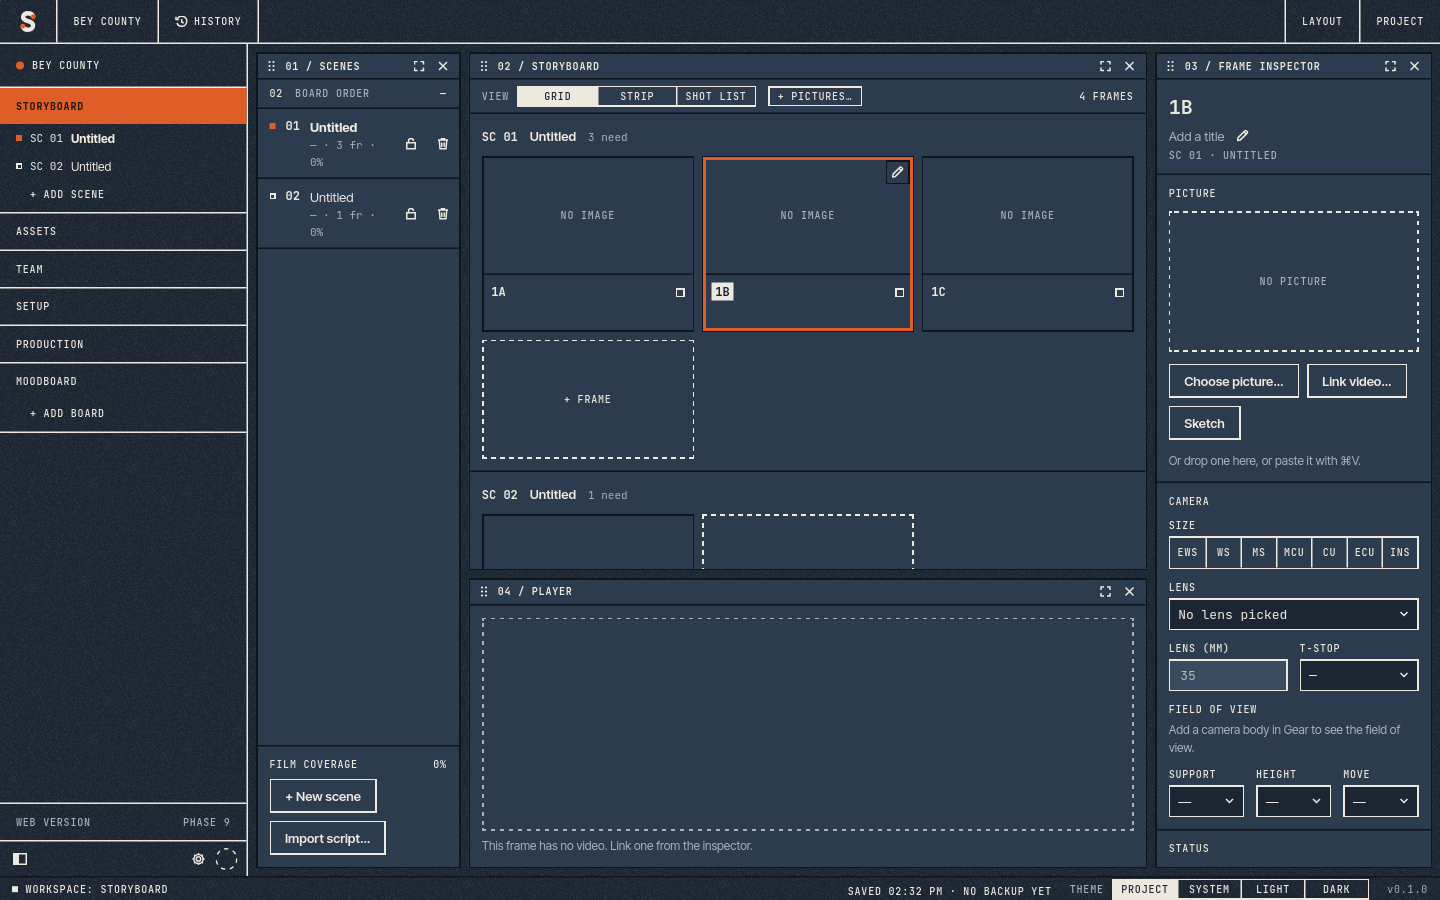 S BEY COUNTY HISTORY LAYOUT PROJECT
BEY COUNTY
STORYBOARD
SC 01 Untitled
SC 02 Untitled
+ ADD SCENE
ASSETS
TEAM
SETUP
PRODUCTION
MOODBOARD
+ ADD BOARD
WEB VERSION PHASE 9
01 / SCENES
02 BOARD ORDER —
01 Untitled
— · 3 fr ·
0%
02 Untitled
— · 1 fr ·
0%
FILM COVERAGE 0%
+ New scene
Import script…
02 / STORYBOARD
VIEW GRID STRIP SHOT LIST + PICTURES… 4 FRAMES
SC 01 Untitled 3 need
NO IMAGE NO IMAGE NO IMAGE
1A 1B 1C
+ FRAME
SC 02 Untitled 1 need
04 / PLAYER
This frame has no video. Link one from the inspector.
03 / FRAME INSPECTOR
1B
Add a title
SC 01 · UNTITLED
PICTURE
NO PICTURE
Choose picture… Link video…
Sketch
Or drop one here, or paste it with ⌘V.
CAMERA
SIZE
EWS WS MS MCU CU ECU INS
LENS
No lens picked
LENS (MM) T-STOP
35 —
FIELD OF VIEW
Add a camera body in Gear to see the field of
view.
SUPPORT HEIGHT MOVE
— — —
STATUS
WORKSPACE: STORYBOARD SAVED 02:32 PM · NO BACKUP YET THEME PROJECT SYSTEM LIGHT DARK v0.1.0